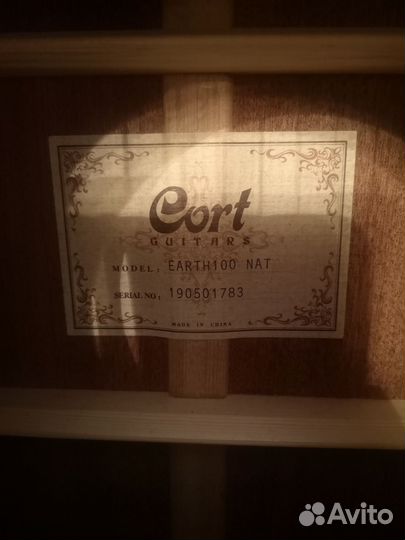 Cort
GUITARS
MODEL: EARTH100 NAT
SERIAL NO: 190501783
MADE IN CHINA
Avito